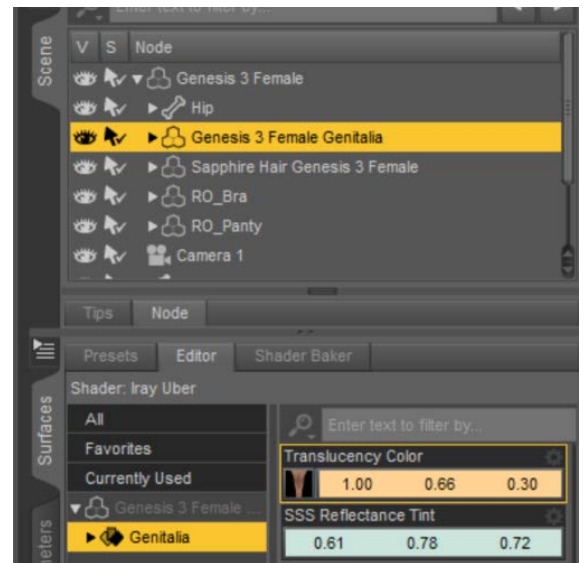 Enter text to filter by...
Scene
V S Node
Genesis 3 Female
Hip
Genesis 3 Female Genitalia
Sapphire Hair Genesis 3 Female
RO_Bra
RO_Panty
Camera 1
Tips Node
Presets Editor Shader Baker
Shader: Iray Uber
Surfaces
All
Enter text to filter by...
Favorites
Translucency Color
Currently Used
1.00 0.66 0.30
Genesis 3 Female ...
SSS Reflectance Tint
Genitalia
0.61 0.78 0.72
meters